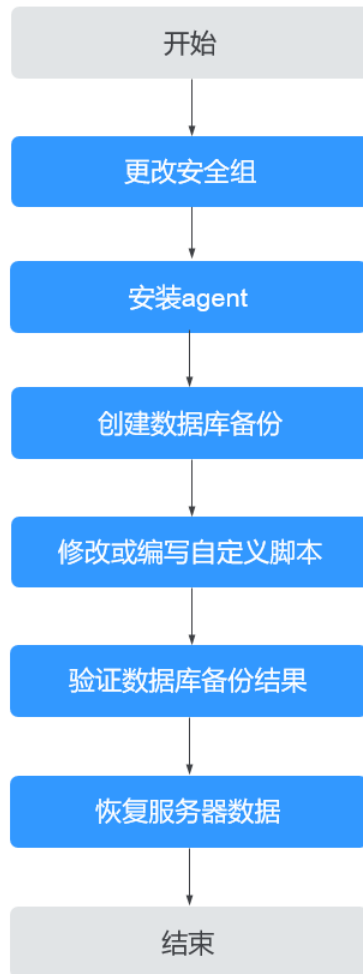 开始
更改安全组
安装agent
创建数据库备份
修改或编写自定义脚本
验证数据库备份结果
恢复服务器数据
结束